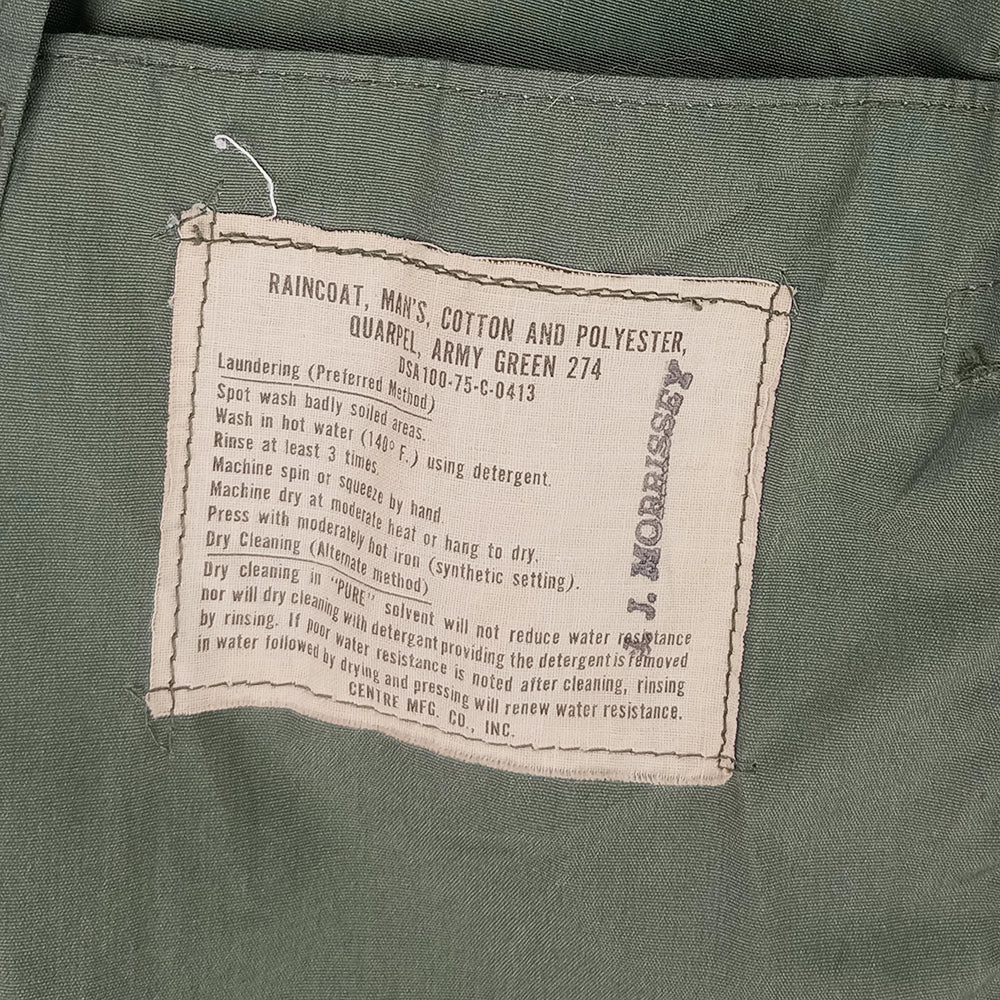 RAINCOAT, MAN'S, COTTON AND POLYESTER,
QUARPEL, ARMY GREEN 274
DSA100-75-C-0413
Laundering (Preferred Method)
Spot wash badly soiled areas.
Wash in hot water (140° F.) using detergent.
Rinse at least 3 times.
Machine spin or squeeze by hand.
Machine dry at moderate heat or hang to dry.
Press with moderately hot iron (synthetic setting).
Dry Cleaning (Alternate method)
Dry cleaning in "PURE" solvent will not reduce water resistance
nor will dry cleaning with detergent providing the detergent is removed
by rinsing. If poor water resistance is noted after cleaning, rinsing
in water followed by drying and pressing will renew water resistance.
CENTRE MFG. CO., INC.
J. MORRISSEY